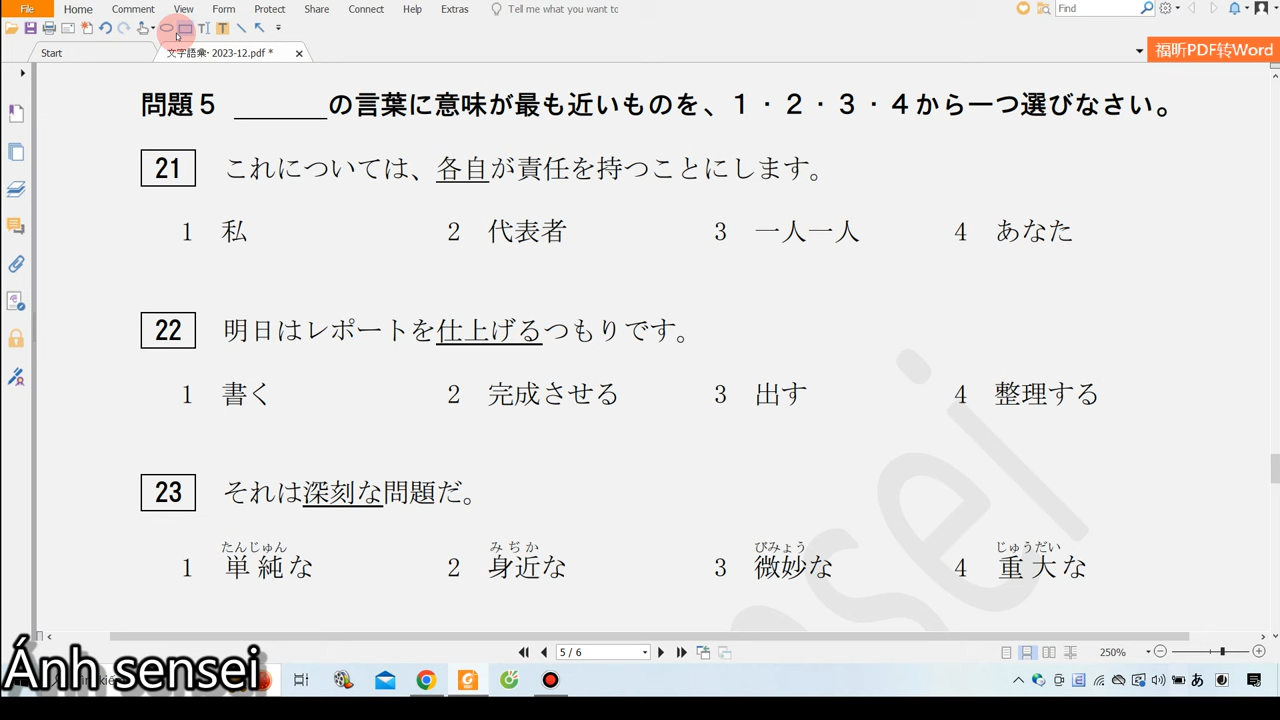 File Home Comment View Form Protect Share Connect Help Extras Tell me what you want tc Find
Start 文字語彙- 2023-12.pdf * 福昕PDF转Word
問題5 ______の言葉に意味が最も近いものを、1・2・3・4から一つ選びなさい。
21 これについては、各自が責任を持つことにします。
1 私 2 代表者 3 一人一人 4 あなた
22 明日はレポートを仕上げるつもりです。
1 書く 2 完成させる 3 出す 4 整理する
23 それは深刻な問題だ。
たんじゅん みぢか びみょう じゅうだい
1 単純な 2 身近な 3 微妙な 4 重大な
5 / 6 250%
Ánh sensei